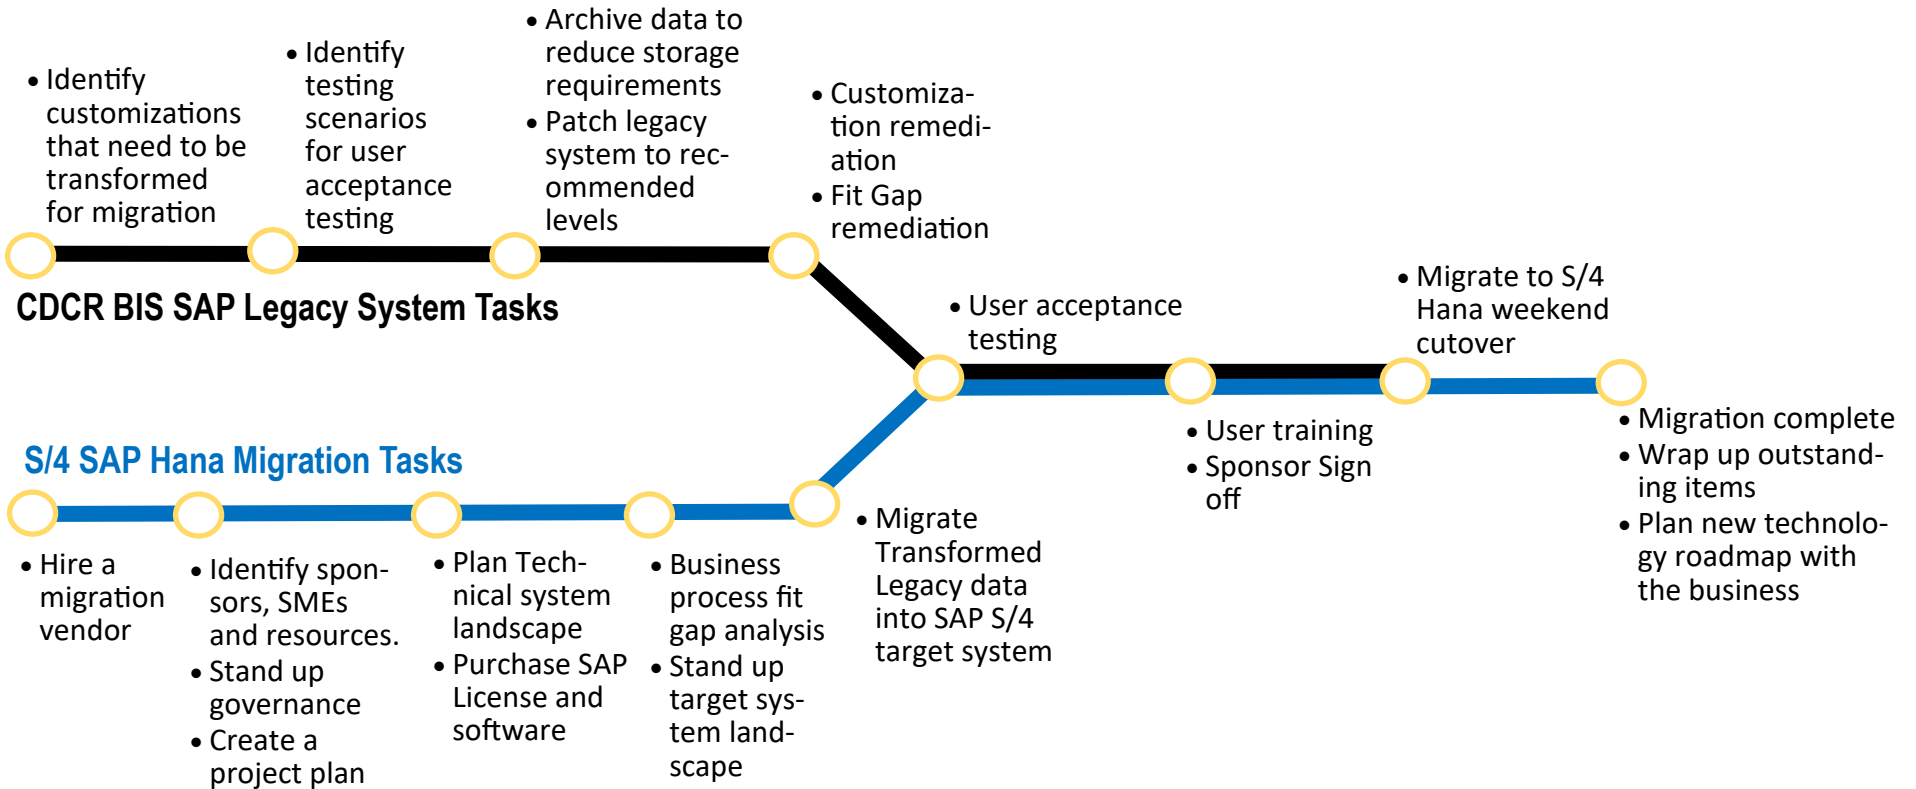 • Identify
customizations
that need to be
transformed
for migration
• Identify
testing
scenarios
for user
acceptance
testing
• Archive data to
reduce storage
requirements
• Patch legacy
system to rec-
ommended
levels
• Customiza-
tion remedi-
ation
• Fit Gap
remediation
CDCR BIS SAP Legacy System Tasks
• User acceptance
testing
• Migrate to S/4
Hana weekend
cutover
• User training
• Sponsor Sign
off
• Migration complete
• Wrap up outstand-
ing items
• Plan new technolo-
gy roadmap with
the business
S/4 SAP Hana Migration Tasks
• Hire a
migration
vendor
• Identify spon-
sors, SMEs
and resources.
• Stand up
governance
• Create a
project plan
• Plan Tech-
nical system
landscape
• Purchase SAP
License and
software
• Business
process fit
gap analysis
• Stand up
target sys-
tem land-
scape
• Migrate
Transformed
Legacy data
into SAP S/4
target system